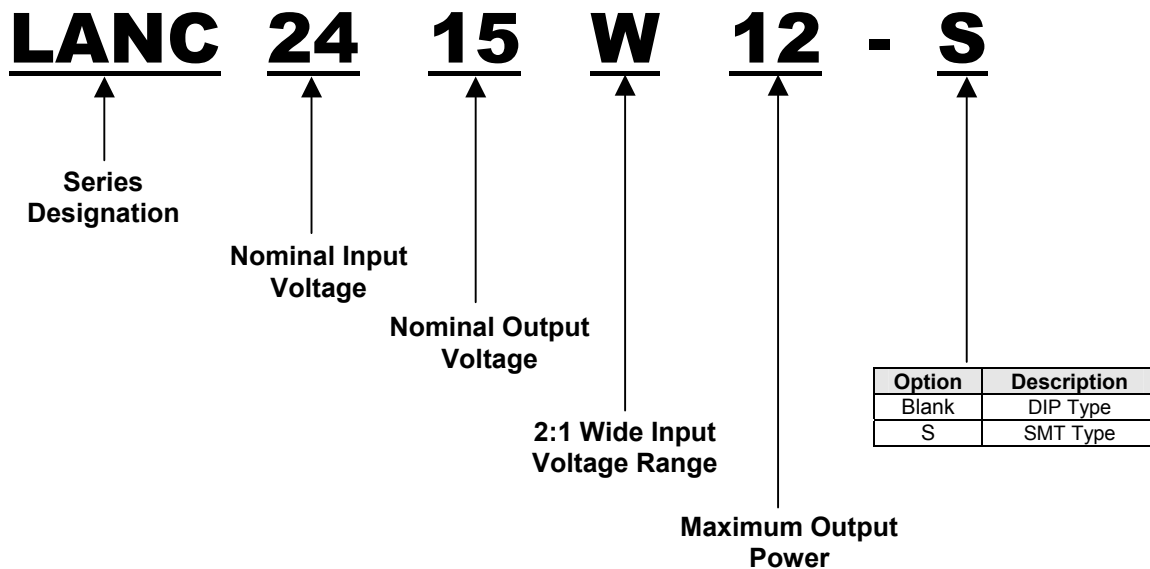 LANC 24 15 W 12 - S
Series
Designation
Nominal Input
Voltage
Nominal Output
Voltage
2:1 Wide Input
Voltage Range
Maximum Output
Power
Option Description
Blank DIP Type
S SMT Type